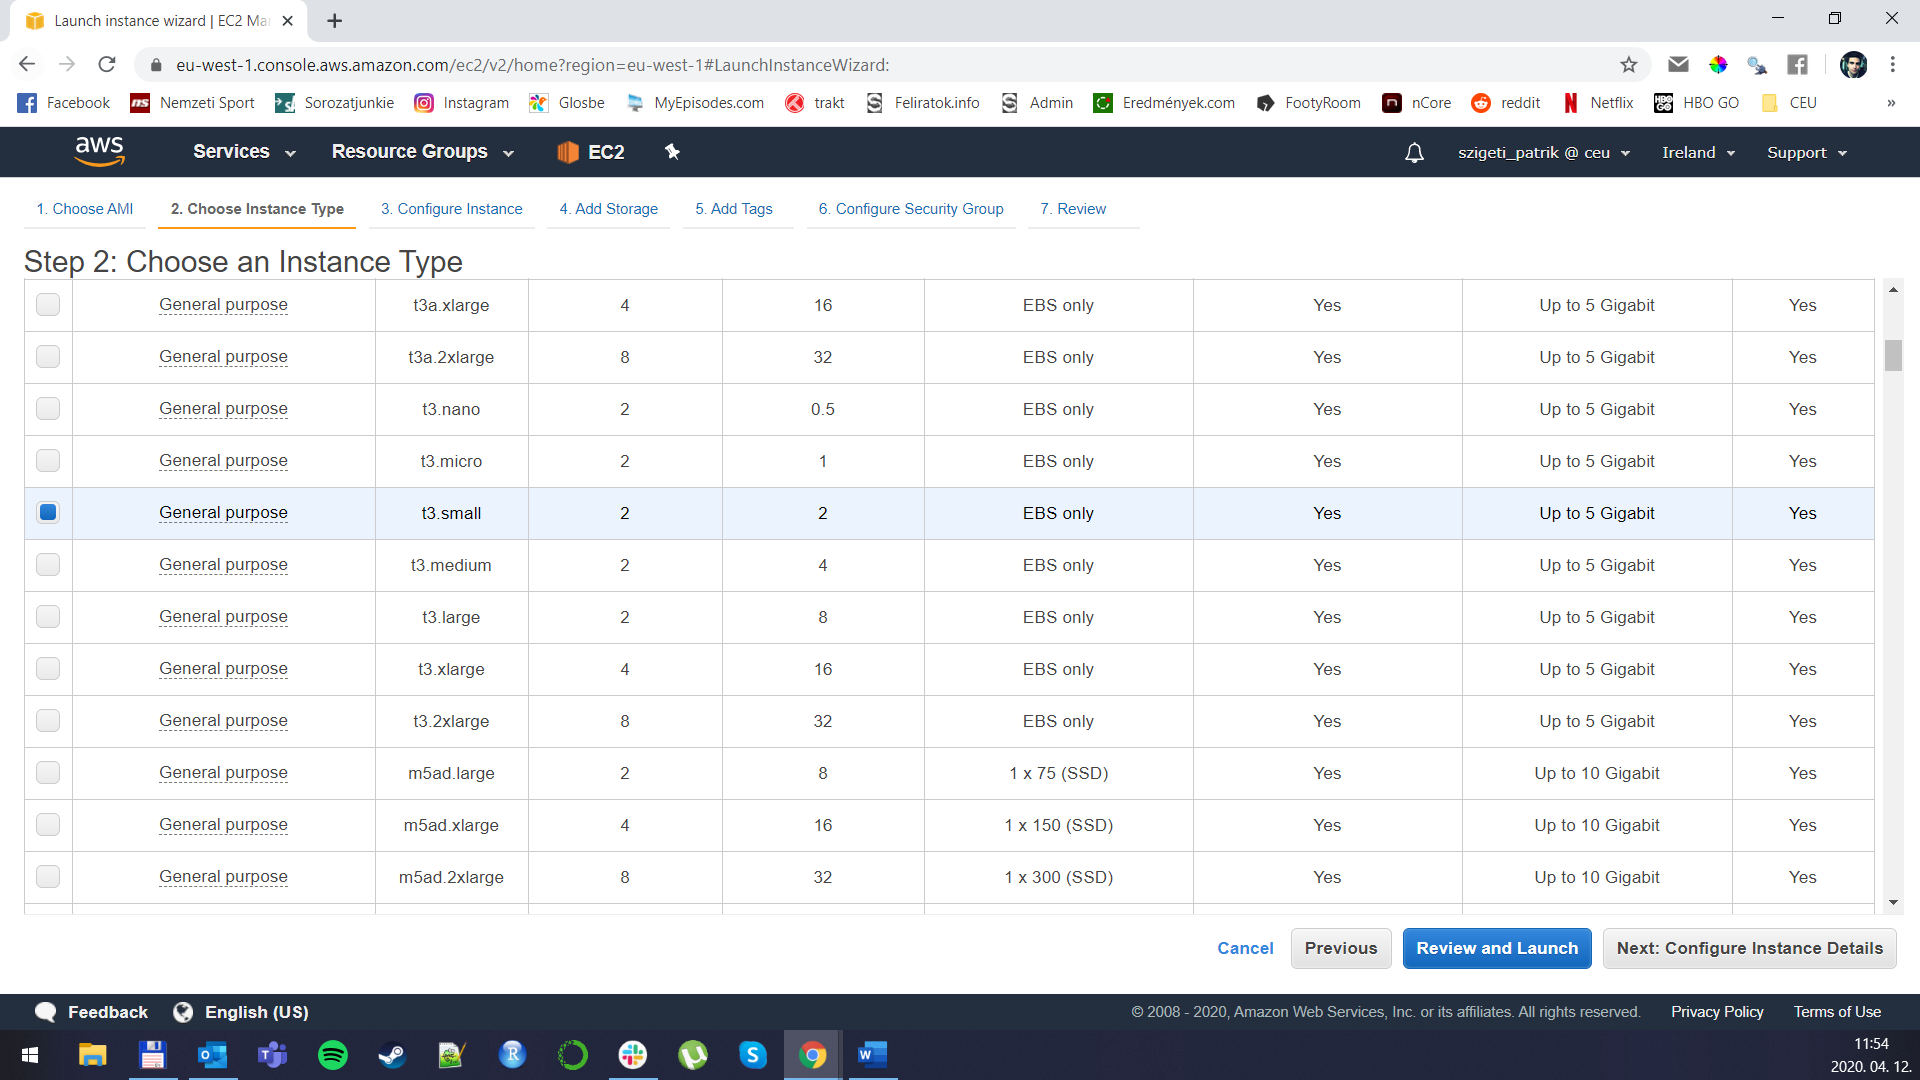 Launch instance wizard | EC2 Ma
eu-west-1.console.aws.amazon.com/ec2/v2/home?region=eu-west-1#LaunchInstanceWizard:
Facebook Nemzeti Sport Sorozatjunkie Instagram Glosbe MyEpisodes.com trakt Feliratok.info Admin Eredmények.com FootyRoom nCore reddit Netflix HBO GO CEU »
aws Services Resource Groups EC2 szigeti_patrik @ ceu Ireland Support
1. Choose AMI 2. Choose Instance Type 3. Configure Instance 4. Add Storage 5. Add Tags 6. Configure Security Group 7. Review
Step 2: Choose an Instance Type
General purpose t3a.xlarge 4 16 EBS only Yes Up to 5 Gigabit Yes
General purpose t3a.2xlarge 8 32 EBS only Yes Up to 5 Gigabit Yes
General purpose t3.nano 2 0.5 EBS only Yes Up to 5 Gigabit Yes
General purpose t3.micro 2 1 EBS only Yes Up to 5 Gigabit Yes
General purpose t3.small 2 2 EBS only Yes Up to 5 Gigabit Yes
General purpose t3.medium 2 4 EBS only Yes Up to 5 Gigabit Yes
General purpose t3.large 2 8 EBS only Yes Up to 5 Gigabit Yes
General purpose t3.xlarge 4 16 EBS only Yes Up to 5 Gigabit Yes
General purpose t3.2xlarge 8 32 EBS only Yes Up to 5 Gigabit Yes
General purpose m5ad.large 2 8 1 x 75 (SSD) Yes Up to 10 Gigabit Yes
General purpose m5ad.xlarge 4 16 1 x 150 (SSD) Yes Up to 10 Gigabit Yes
General purpose m5ad.2xlarge 8 32 1 x 300 (SSD) Yes Up to 10 Gigabit Yes
Cancel Previous Review and Launch Next: Configure Instance Details
Feedback English (US) © 2008 - 2020, Amazon Web Services, Inc. or its affiliates. All rights reserved. Privacy Policy Terms of Use
11:54
2020. 04. 12.